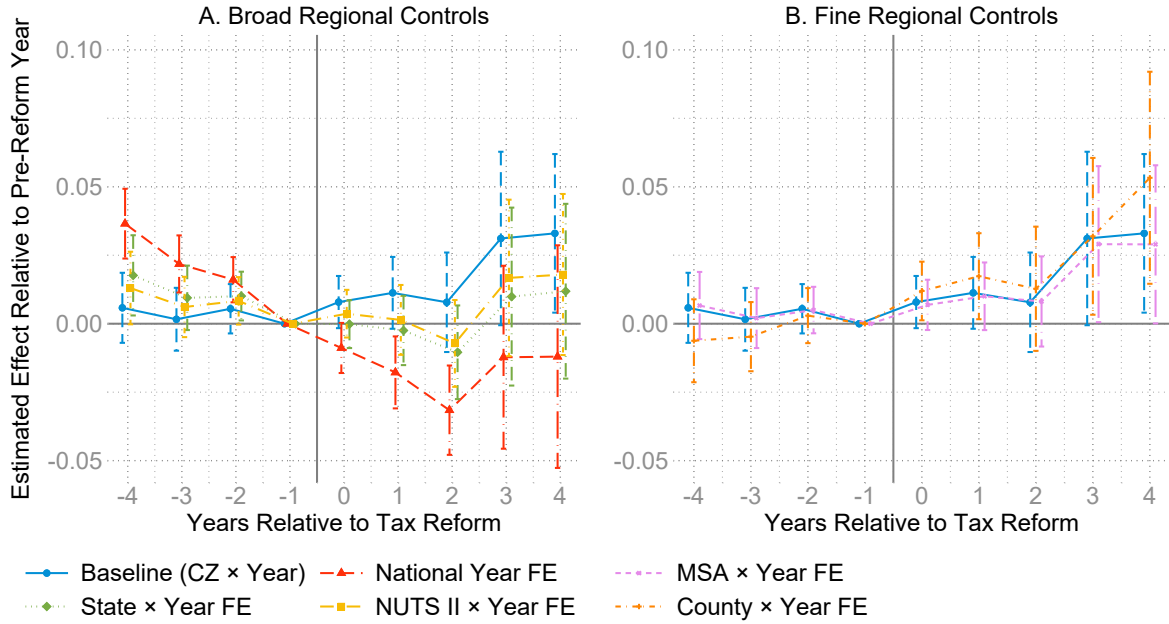 A. Broad Regional Controls
B. Fine Regional Controls
Estimated Effect Relative to Pre-Reform Year
0.10
0.05
0.00
-0.05
-4 -3 -2 -1 0 1 2 3 4
Years Relative to Tax Reform
0.10
0.05
0.00
-0.05
-4 -3 -2 -1 0 1 2 3 4
Years Relative to Tax Reform
Baseline (CZ × Year) National Year FE MSA × Year FE
State × Year FE NUTS II × Year FE County × Year FE